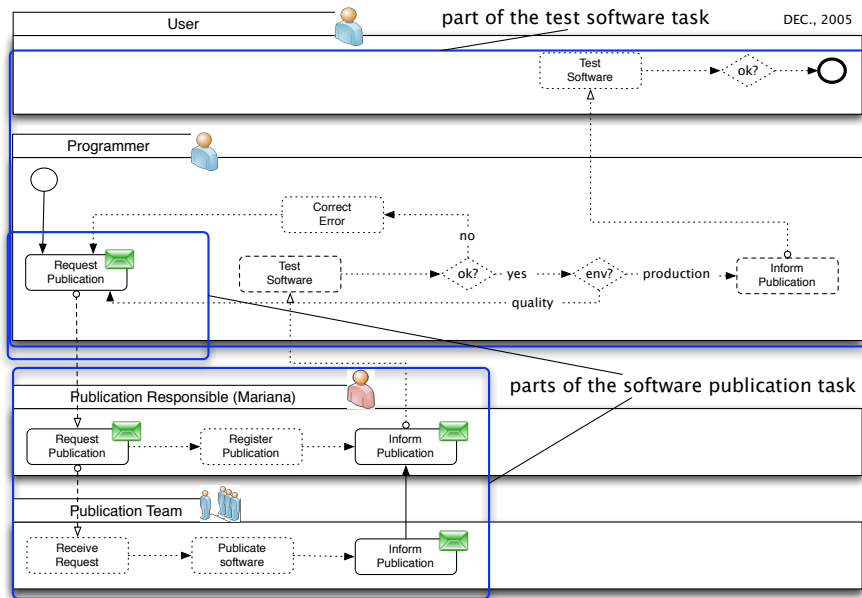 part of the test software task
DEC., 2005
User
Test
Software
ok?
Programmer
Correct
Error
no
Request
Publication
Test
Software
ok?
yes
env?
production
Inform
Publication
quality
parts of the software publication task
Publication Responsible (Mariana)
Request
Publication
Register
Publication
Inform
Publication
Publication Team
Receive
Request
Publicate
software
Inform
Publication